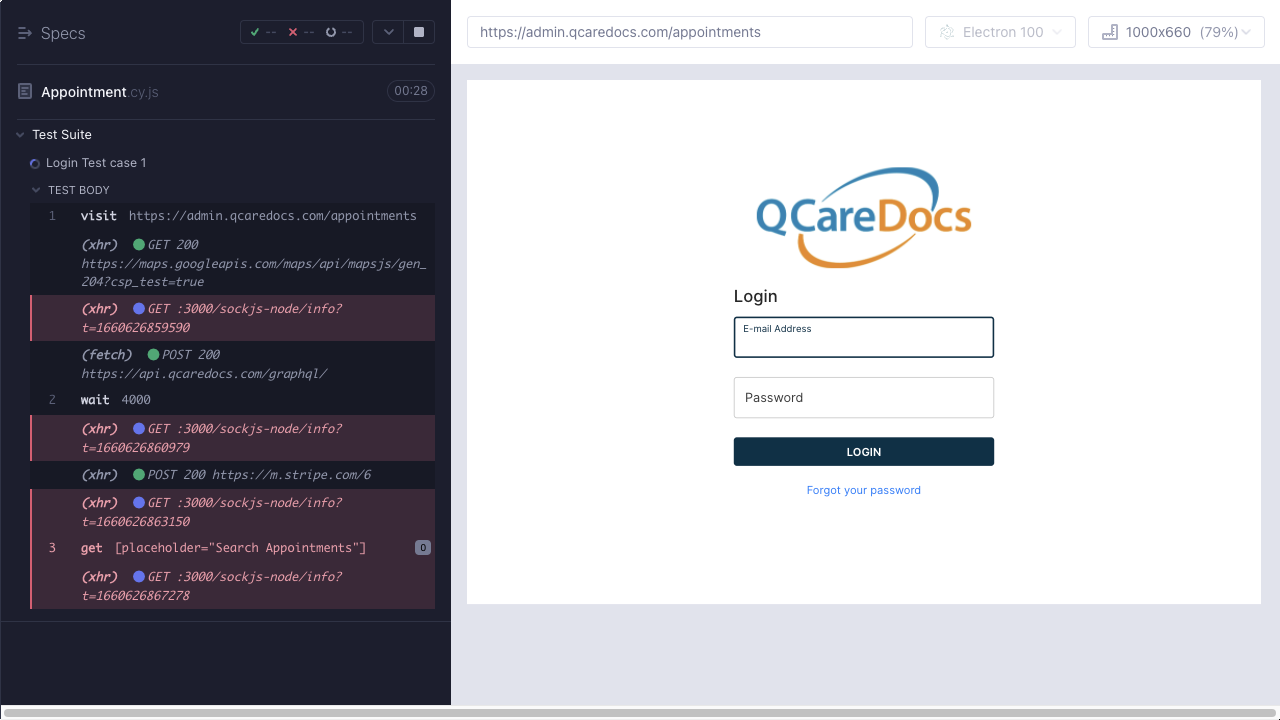 Specs
-- -- --
Appointment.cy.js 00:28
Test Suite
Login Test case 1
TEST BODY
1 visit https://admin.qcaredocs.com/appointments
(xhr) GET 200
https://maps.googleapis.com/maps/api/mapsjs/gen_
204?csp_test=true
(xhr) GET :3000/sockjs-node/info?
t=1660626859590
(fetch) POST 200
https://api.qcaredocs.com/graphql/
2 wait 4000
(xhr) GET :3000/sockjs-node/info?
t=1660626860979
(xhr) POST 200 https://m.stripe.com/6
(xhr) GET :3000/sockjs-node/info?
t=1660626863150
3 get [placeholder="Search Appointments"] 0
(xhr) GET :3000/sockjs-node/info?
t=1660626867278
https://admin.qcaredocs.com/appointments
Electron 100
1000x660 (79%)
QCareDocs
Login
E-mail Address
Password
LOGIN
Forgot your password